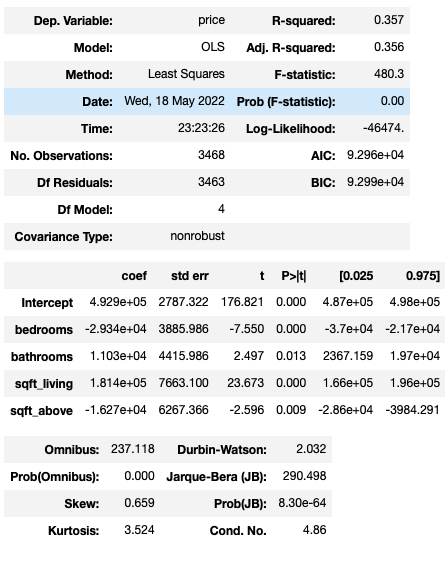 Dep. Variable: price R-squared: 0.357
Model: OLS Adj. R-squared: 0.356
Method: Least Squares F-statistic: 480.3
Date: Wed, 18 May 2022 Prob (F-statistic): 0.00
Time: 23:23:26 Log-Likelihood: -46474.
No. Observations: 3468 AIC: 9.296e+04
Df Residuals: 3463 BIC: 9.299e+04
Df Model: 4
Covariance Type: nonrobust
coef std err t P>|t| [0.025 0.975]
Intercept 4.929e+05 2787.322 176.821 0.000 4.87e+05 4.98e+05
bedrooms -2.934e+04 3885.986 -7.550 0.000 -3.7e+04 -2.17e+04
bathrooms 1.103e+04 4415.986 2.497 0.013 2367.159 1.97e+04
sqft_living 1.814e+05 7663.100 23.673 0.000 1.66e+05 1.96e+05
sqft_above -1.627e+04 6267.366 -2.596 0.009 -2.86e+04 -3984.291
Omnibus: 237.118 Durbin-Watson: 2.032
Prob(Omnibus): 0.000 Jarque-Bera (JB): 290.498
Skew: 0.659 Prob(JB): 8.30e-64
Kurtosis: 3.524 Cond. No. 4.86